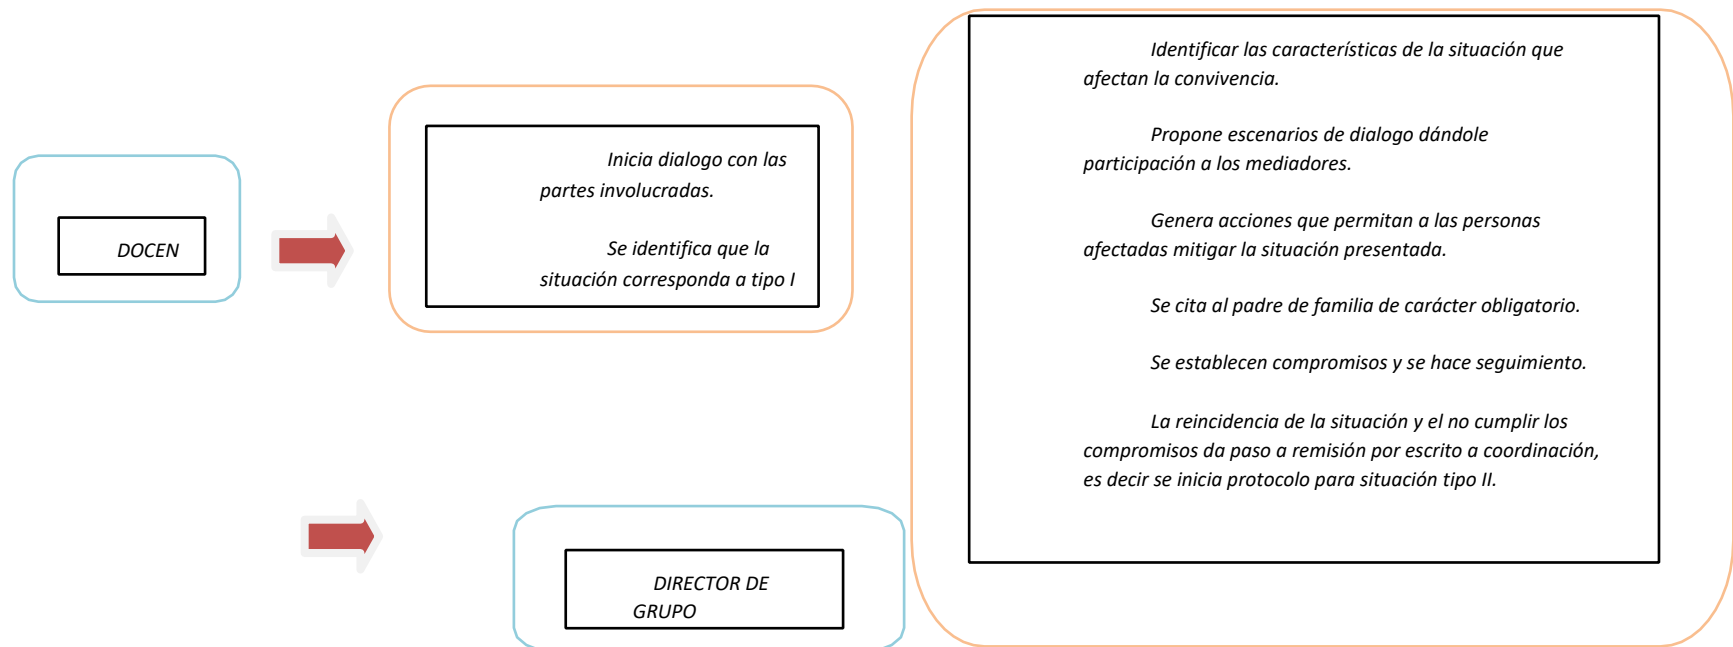 DOCEN
Inicia dialogo con las
partes involucradas.
Se identifica que la
situación corresponda a tipo I
DIRECTOR DE
GRUPO
Identificar las características de la situación que
afectan la convivencia.
Propone escenarios de dialogo dándole
participación a los mediadores.
Genera acciones que permitan a las personas
afectadas mitigar la situación presentada.
Se cita al padre de familia de carácter obligatorio.
Se establecen compromisos y se hace seguimiento.
La reincidencia de la situación y el no cumplir los
compromisos da paso a remisión por escrito a coordinación,
es decir se inicia protocolo para situación tipo II.